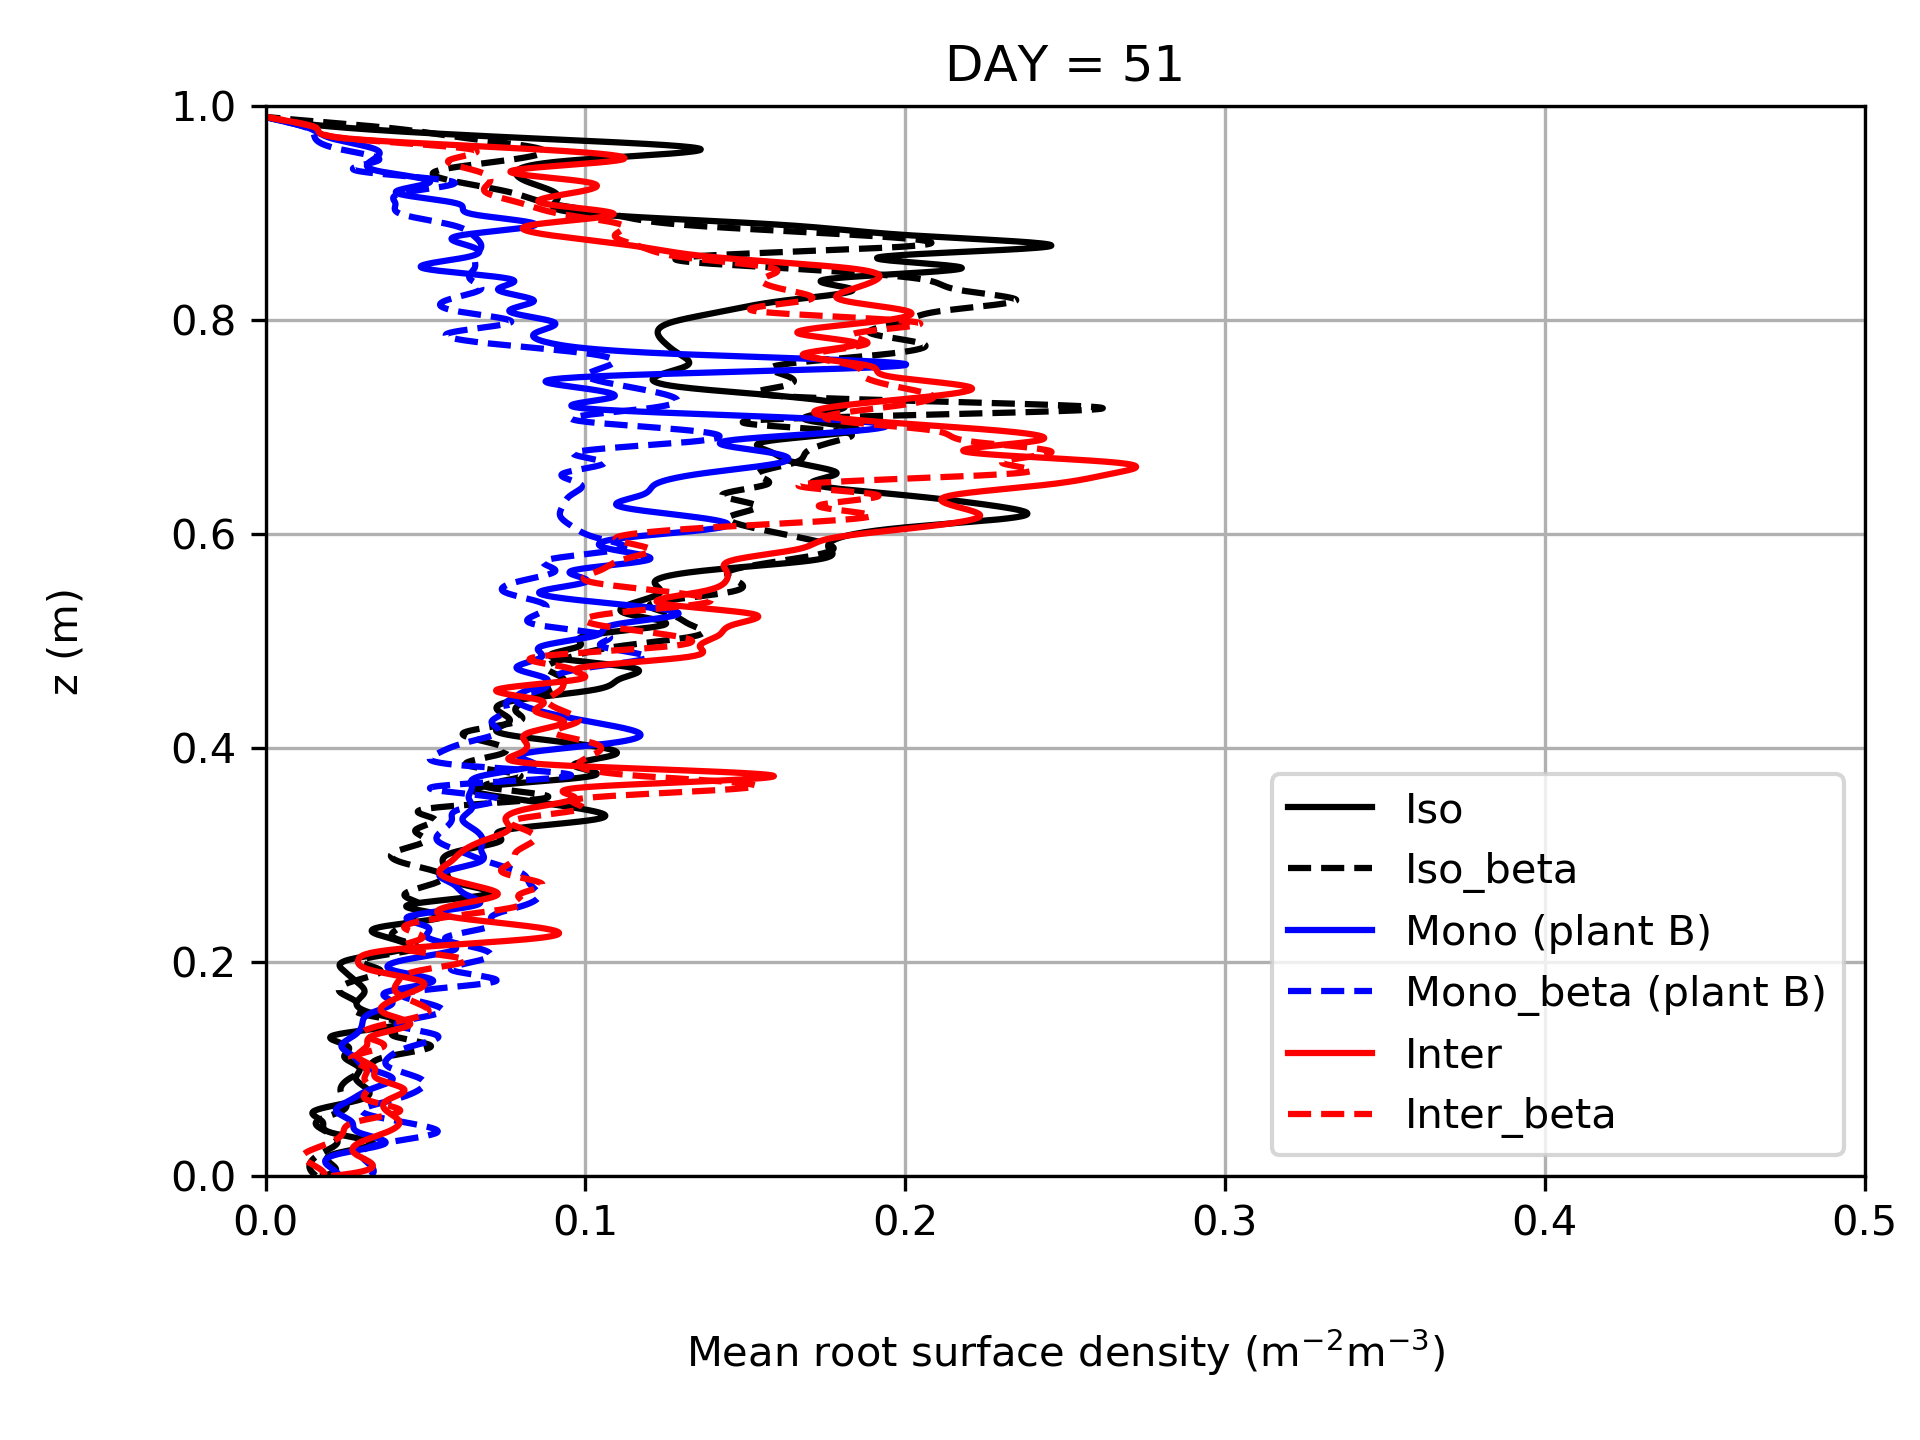 DAY = 51
1.0
0.8
0.6
0.4
0.2
0.0
z (m)
0.0 0.1 0.2 0.3 0.4 0.5
Mean root surface density (m⁻²m⁻³)
Iso
Iso_beta
Mono (plant B)
Mono_beta (plant B)
Inter
Inter_beta